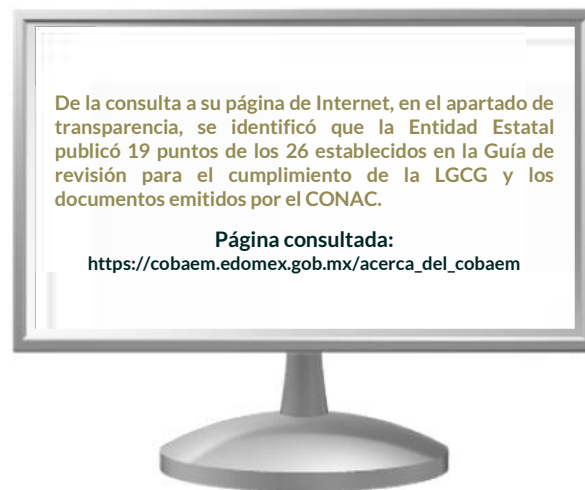 De la consulta a su página de Internet, en el apartado de
transparencia, se identificó que la Entidad Estatal
publicó 19 puntos de los 26 establecidos en la Guía de
revisión para el cumplimiento de la LGCG y los
documentos emitidos por el CONAC.
Página consultada:
https://cobaem.edomex.gob.mx/acerca_del_cobaem